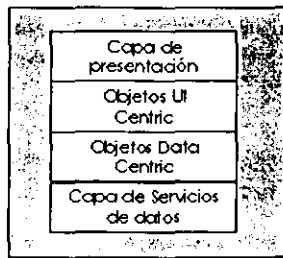 Capa de
presentación
Objetos UI
Centric
Objetos Data
Centric
Capa de Servicios
de datos